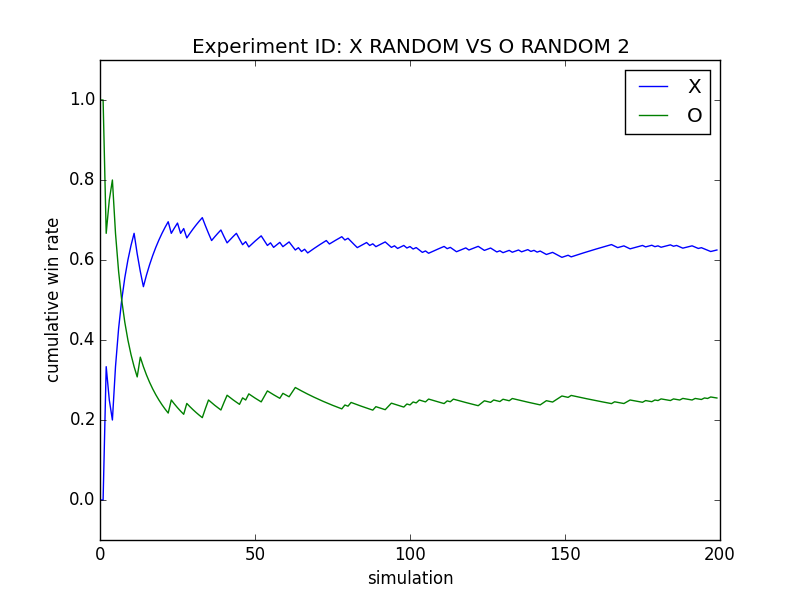 Experiment ID: X RANDOM VS O RANDOM 2
X
O
1.0
0.8
0.6
0.4
0.2
0.0
cumulative win rate
0 50 100 150 200
simulation